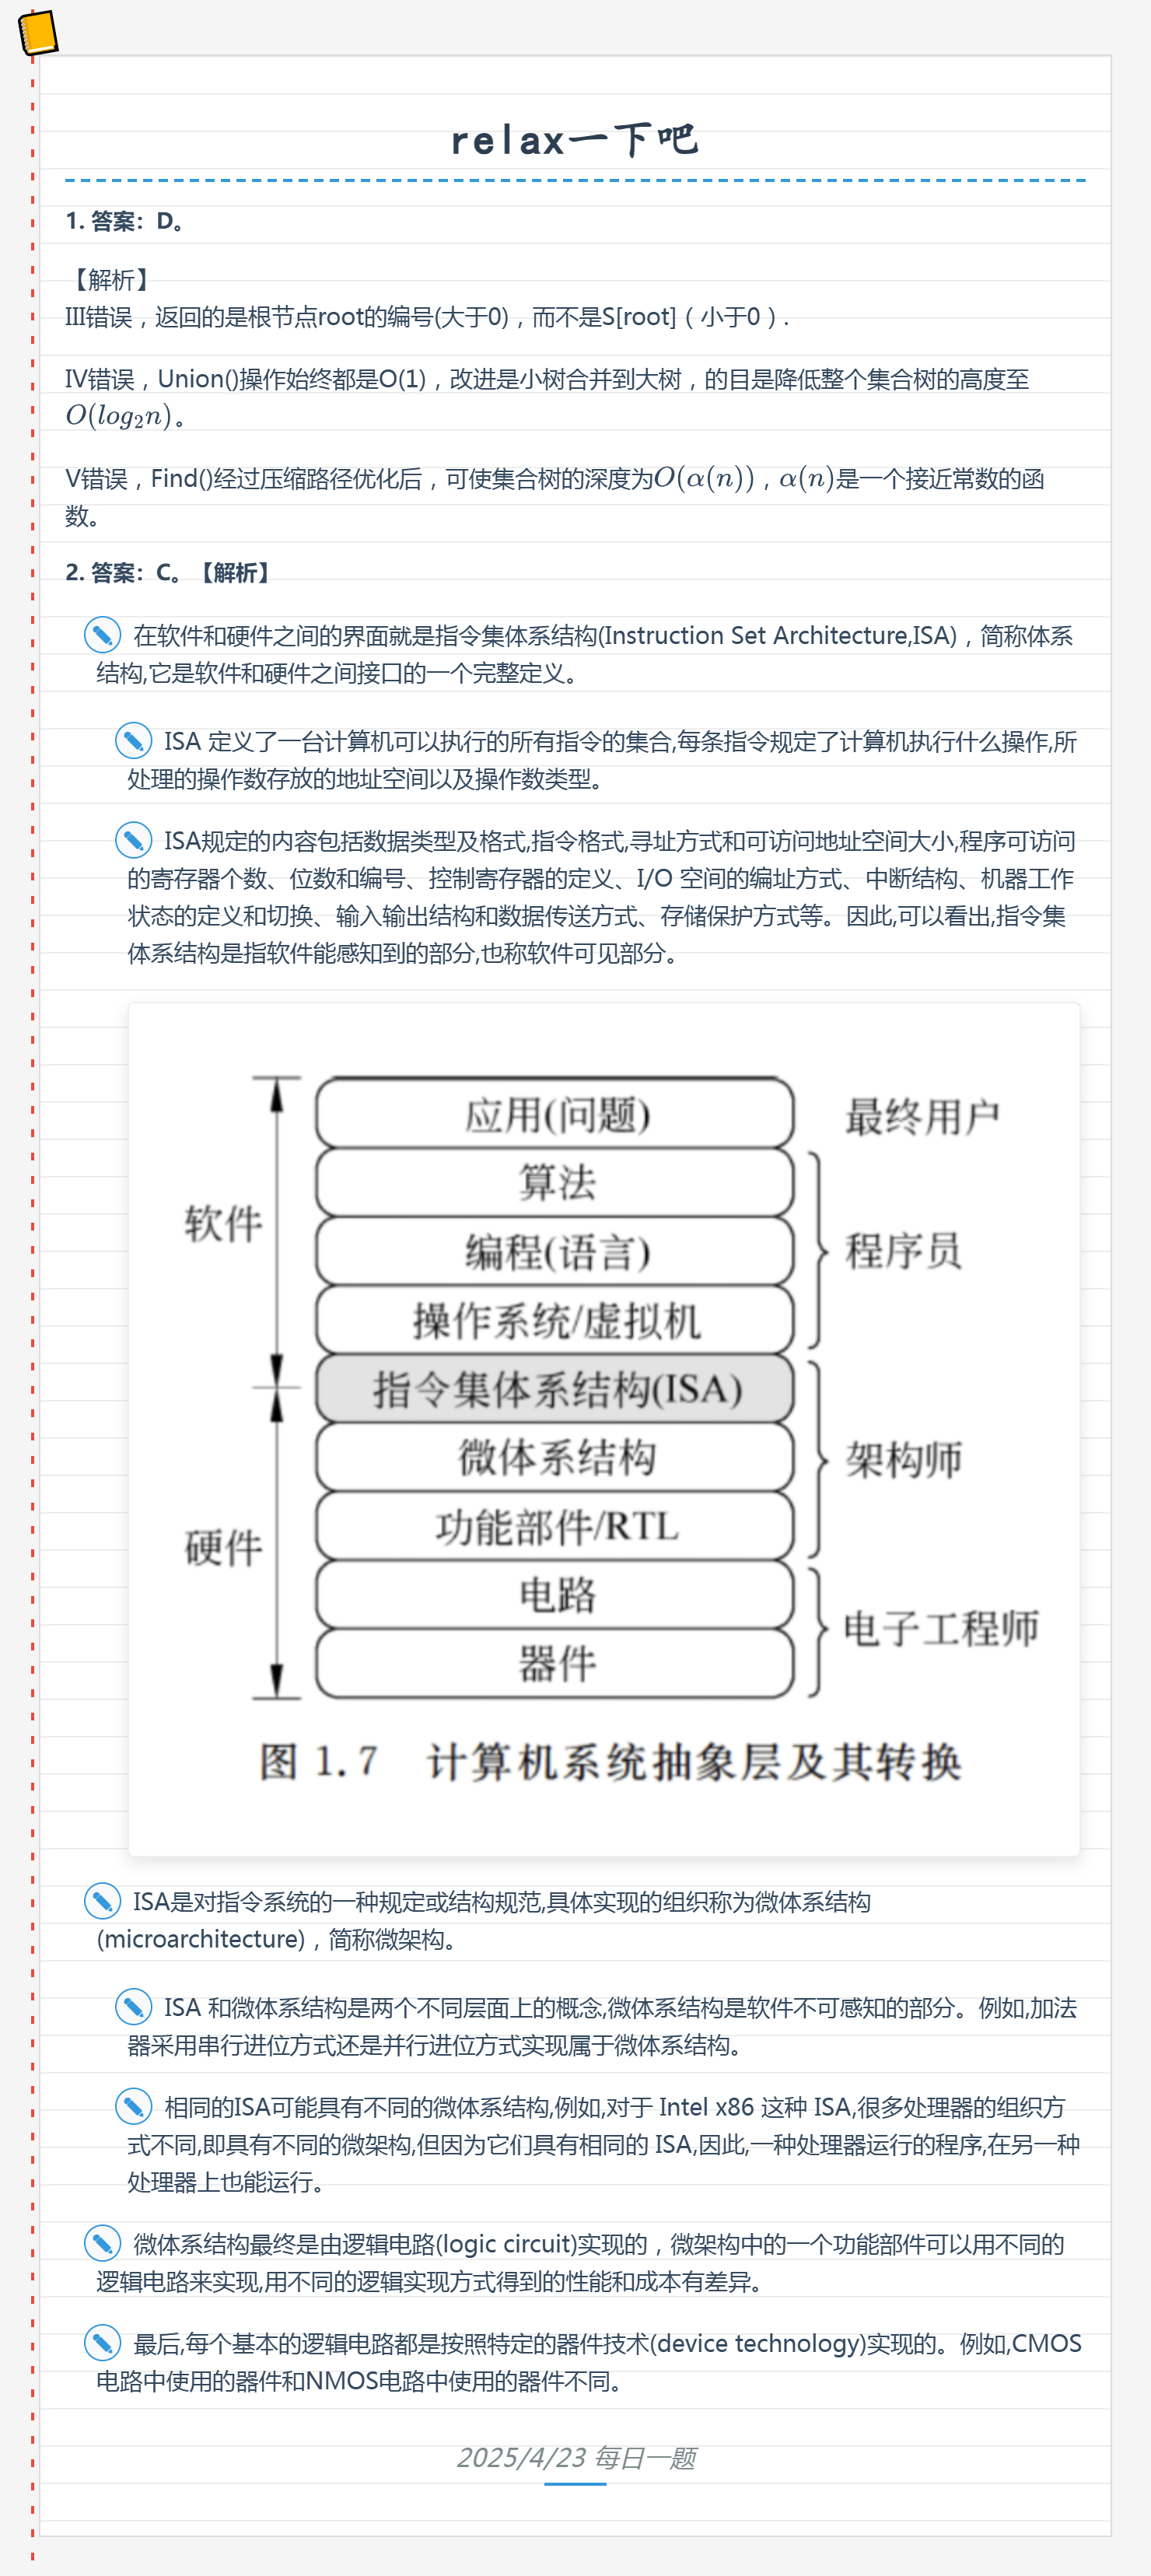 relax一下吧
1. 答案：D。
【解析】
III错误，返回的是根节点root的编号(大于0)，而不是S[root]（小于0）.
IV错误，Union()操作始终都是O(1)，改进是小树合并到大树，的目是降低整个集合树的高度至
O(log₂n)。
V错误，Find()经过压缩路径优化后，可使集合树的深度为O(α(n))，α(n)是一个接近常数的函
数。
2. 答案：C。【解析】
在软件和硬件之间的界面就是指令集体系结构(Instruction Set Architecture,ISA)，简称体系
结构,它是软件和硬件之间接口的一个完整定义。
ISA 定义了一台计算机可以执行的所有指令的集合,每条指令规定了计算机执行什么操作,所
处理的操作数存放的地址空间以及操作数类型。
ISA规定的内容包括数据类型及格式,指令格式,寻址方式和可访问地址空间大小,程序可访问
的寄存器个数、位数和编号、控制寄存器的定义、I/O 空间的编址方式、中断结构、机器工作
状态的定义和切换、输入输出结构和数据传送方式、存储保护方式等。因此,可以看出,指令集
体系结构是指软件能感知到的部分,也称软件可见部分。
应用(问题)
最终用户
算法
软件
编程(语言)
程序员
操作系统/虚拟机
指令集体系结构(ISA)
微体系结构
架构师
功能部件/RTL
硬件
电路
电子工程师
器件
图 1.7 计算机系统抽象层及其转换
ISA是对指令系统的一种规定或结构规范,具体实现的组织称为微体系结构
(microarchitecture)，简称微架构。
ISA 和微体系结构是两个不同层面上的概念,微体系结构是软件不可感知的部分。例如,加法
器采用串行进位方式还是并行进位方式实现属于微体系结构。
相同的ISA可能具有不同的微体系结构,例如,对于 Intel x86 这种 ISA,很多处理器的组织方
式不同,即具有不同的微架构,但因为它们具有相同的 ISA,因此,一种处理器运行的程序,在另一种
处理器上也能运行。
微体系结构最终是由逻辑电路(logic circuit)实现的，微架构中的一个功能部件可以用不同的
逻辑电路来实现,用不同的逻辑实现方式得到的性能和成本有差异。
最后,每个基本的逻辑电路都是按照特定的器件技术(device technology)实现的。例如,CMOS
电路中使用的器件和NMOS电路中使用的器件不同。
2025/4/23 每日一题